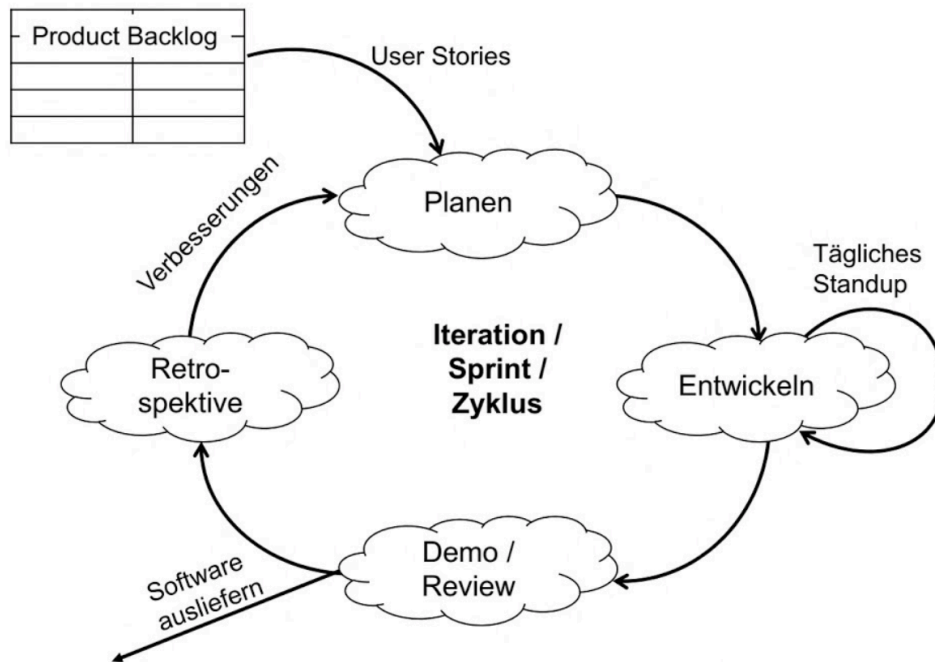 Product Backlog
User Stories
Planen
Verbesserungen
Tägliches
Standup
Iteration /
Sprint /
Zyklus
Retro-
spektive
Entwickeln
Demo /
Review
Software
ausliefern